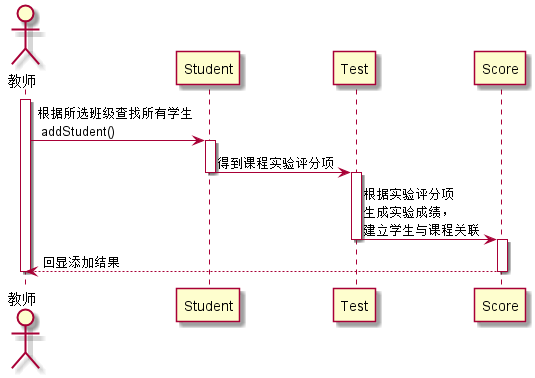 教师
Student
Test
Score
根据所选班级查找所有学生
addStudent()
得到课程实验评分项
根据实验评分项
生成实验成绩，
建立学生与课程关联
回显添加结果
教师
Student
Test
Score